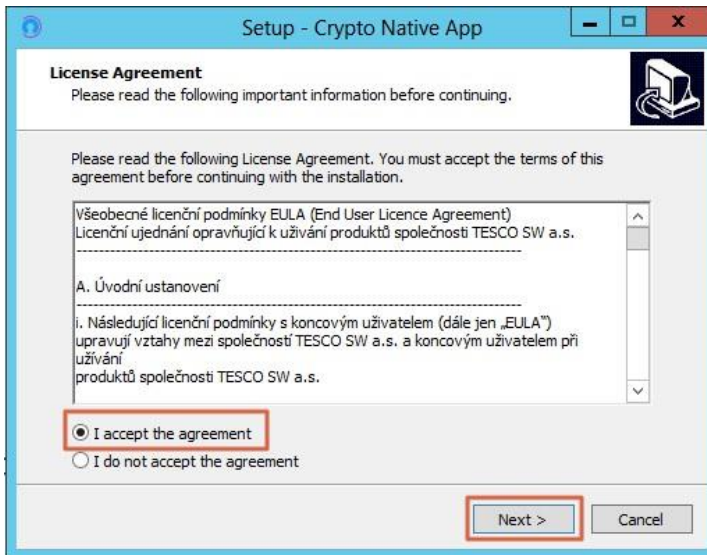 Setup - Crypto Native App
License Agreement
Please read the following important information before continuing.
Please read the following License Agreement. You must accept the terms of this
agreement before continuing with the installation.
Všeobecné licenční podmínky EULA (End User Licence Agreement)
Licenční ujednání opravňující k užívání produktů společnosti TESCO SW a.s.
--------------------------------------------------------------------------
A. Úvodní ustanovení
--------------------------------------------------------------------------
i. Následující licenční podmínky s koncovým uživatelem (dále jen „EULA“)
upravují vztahy mezi společností TESCO SW a.s. a koncovým uživatelem při
užívání
produktů společnosti TESCO SW a.s.
I accept the agreement
I do not accept the agreement
Next >
Cancel